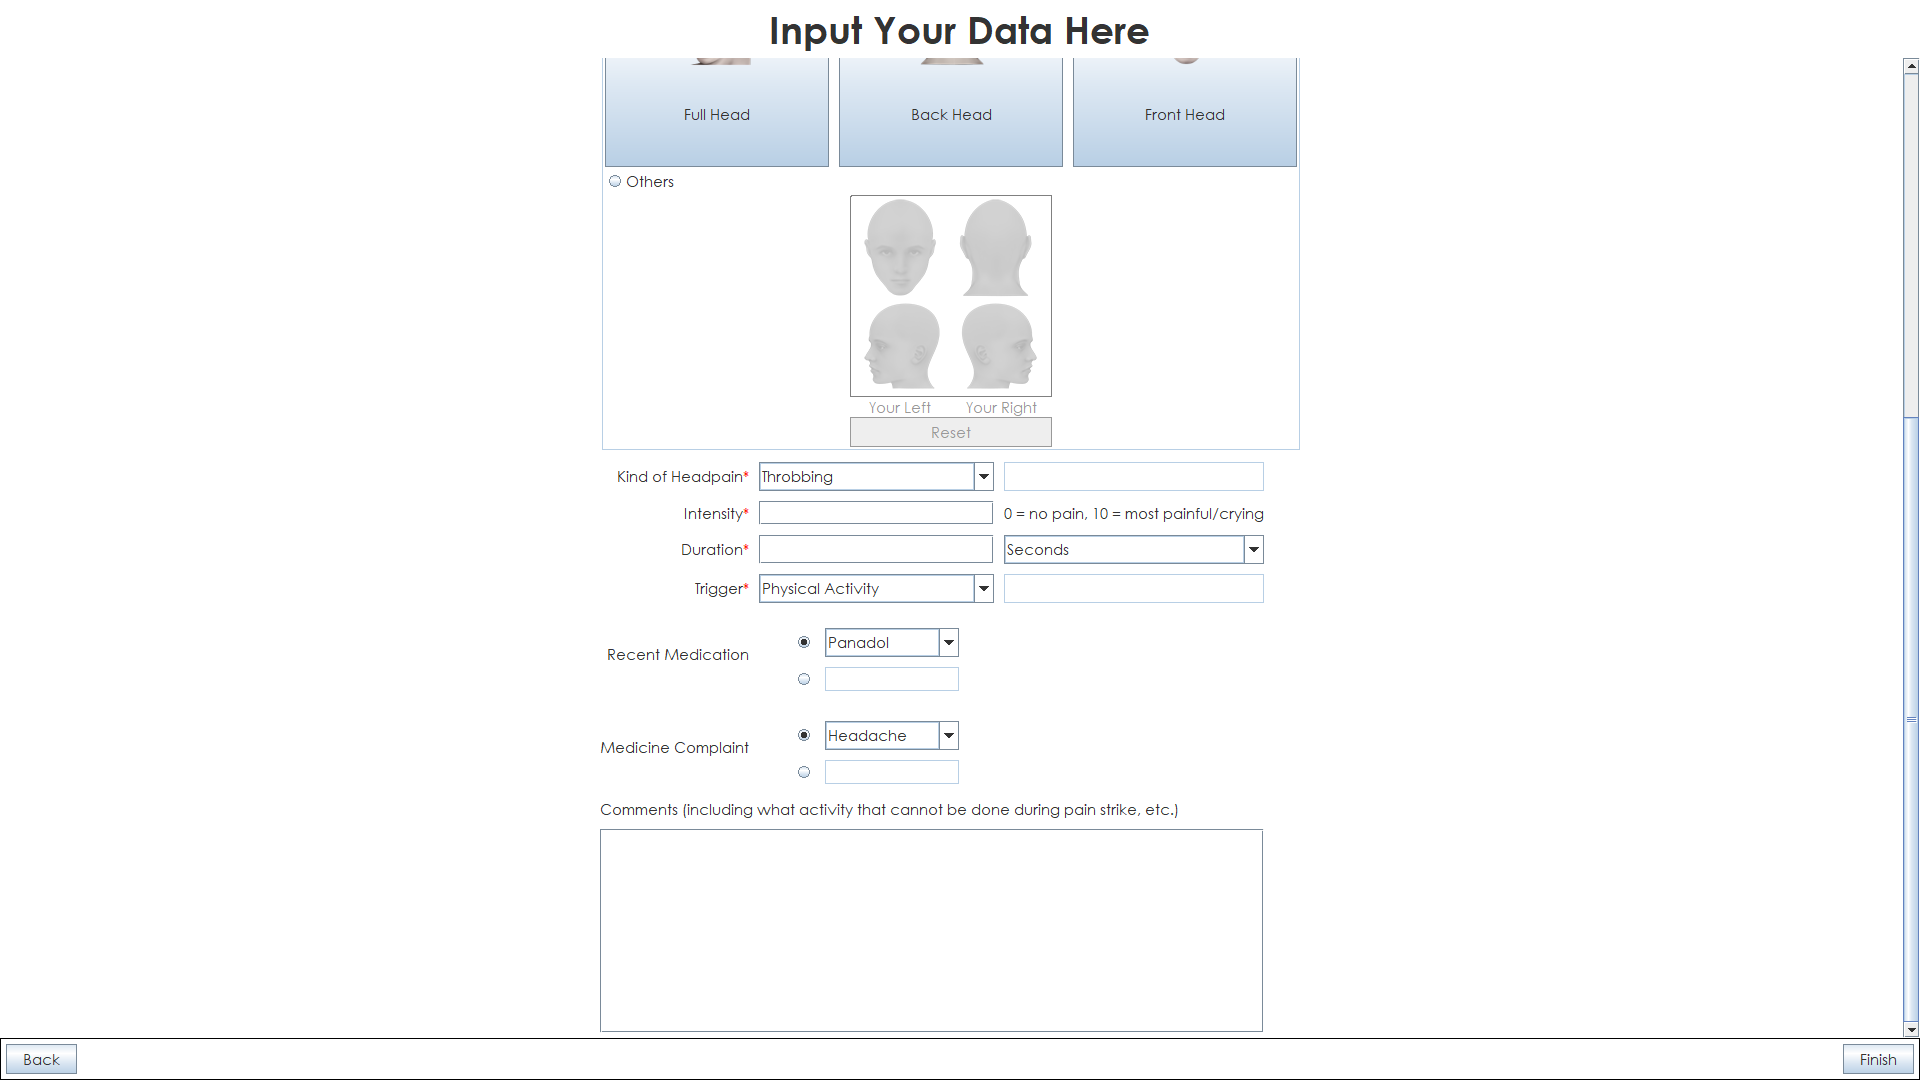 Input Your Data Here
Full Head Back Head Front Head
Others
Your Left Your Right
Reset
Kind of Headpain* Throbbing
Intensity* 0 = no pain, 10 = most painful/crying
Duration* Seconds
Trigger* Physical Activity
Panadol
Recent Medication
Headache
Medicine Complaint
Comments (including what activity that cannot be done during pain strike, etc.)
Back Finish